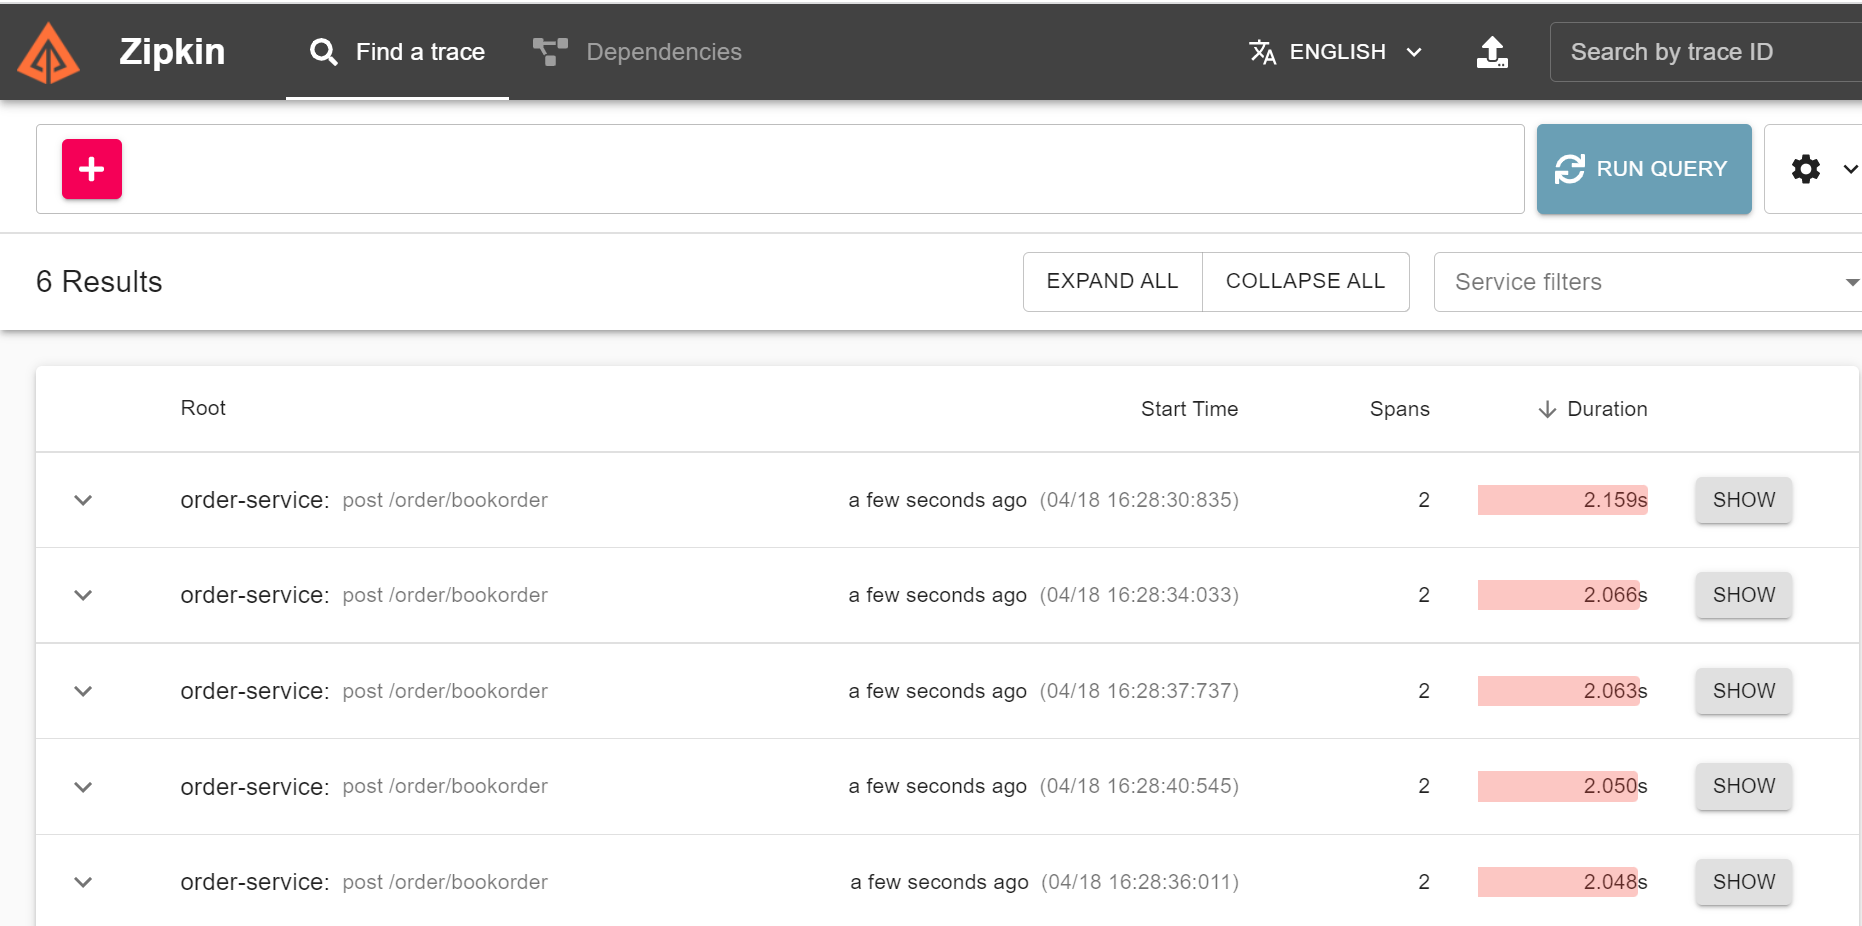 Zipkin Find a trace Dependencies ENGLISH Search by trace ID
RUN QUERY
6 Results EXPAND ALL COLLAPSE ALL Service filters
Root Start Time Spans Duration
order-service: post /order/bookorder a few seconds ago (04/18 16:28:30:835) 2 2.159s SHOW
order-service: post /order/bookorder a few seconds ago (04/18 16:28:34:033) 2 2.066s SHOW
order-service: post /order/bookorder a few seconds ago (04/18 16:28:37:737) 2 2.063s SHOW
order-service: post /order/bookorder a few seconds ago (04/18 16:28:40:545) 2 2.050s SHOW
order-service: post /order/bookorder a few seconds ago (04/18 16:28:36:011) 2 2.048s SHOW